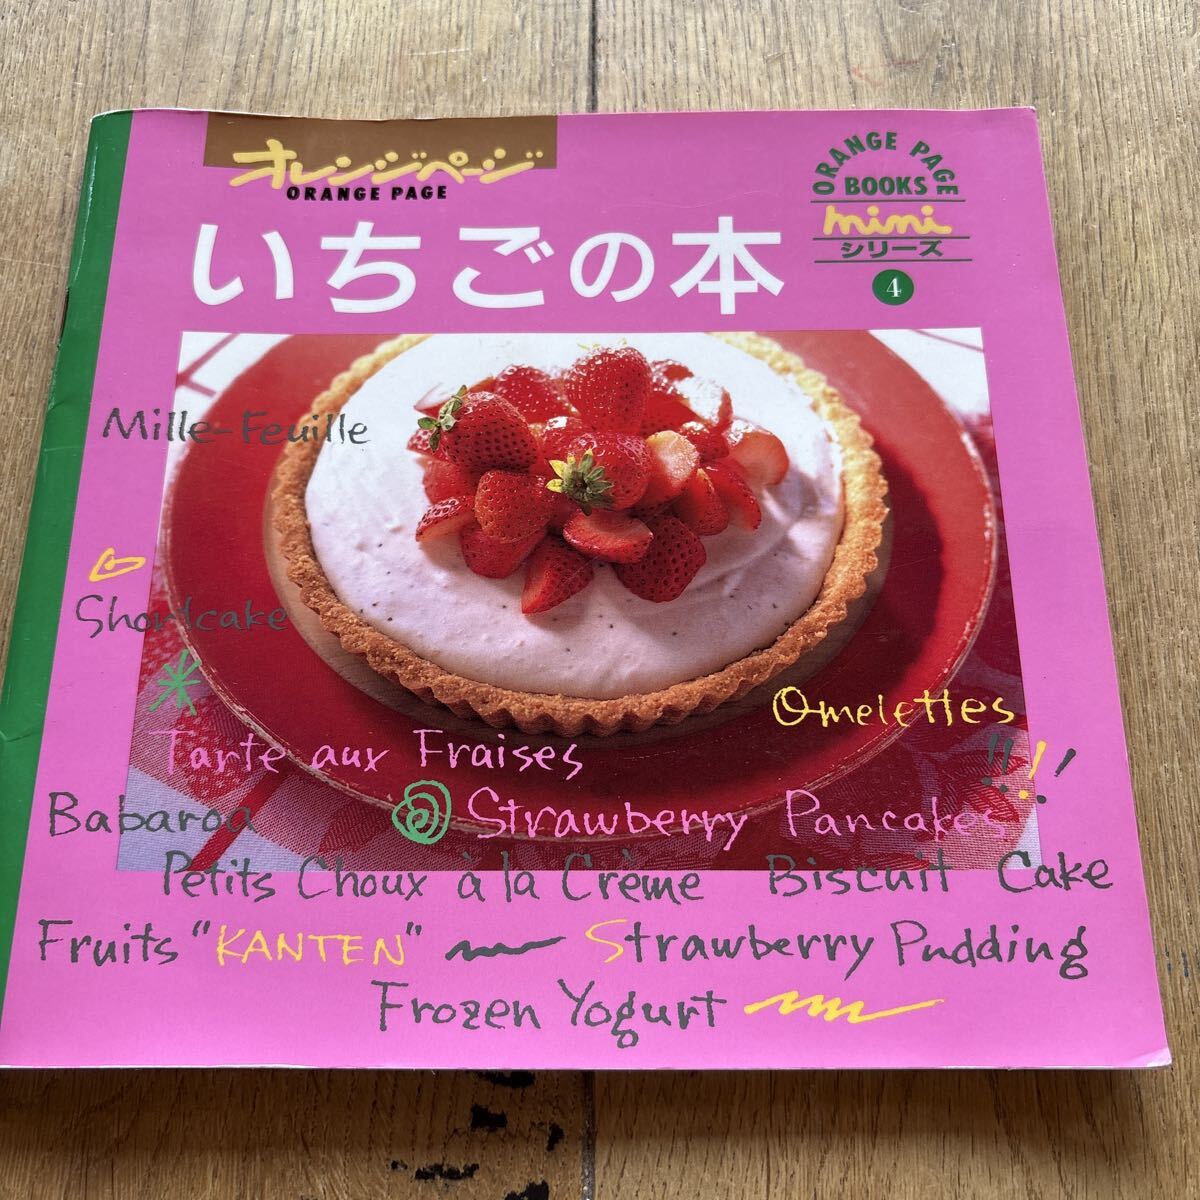 オレンジページ
ORANGE PAGE
いちごの本
ORANGE PAGE
BOOKS
mini
シリーズ
4
Mille-Feuille
Shortcake
Omelettes
!!!!
Tarte aux Fraises
Babaroa
Strawberry Pancakes
Petits Choux à la Crème
Biscuit Cake
Fruits "KANTEN"
Strawberry Pudding
Frozen Yogurt